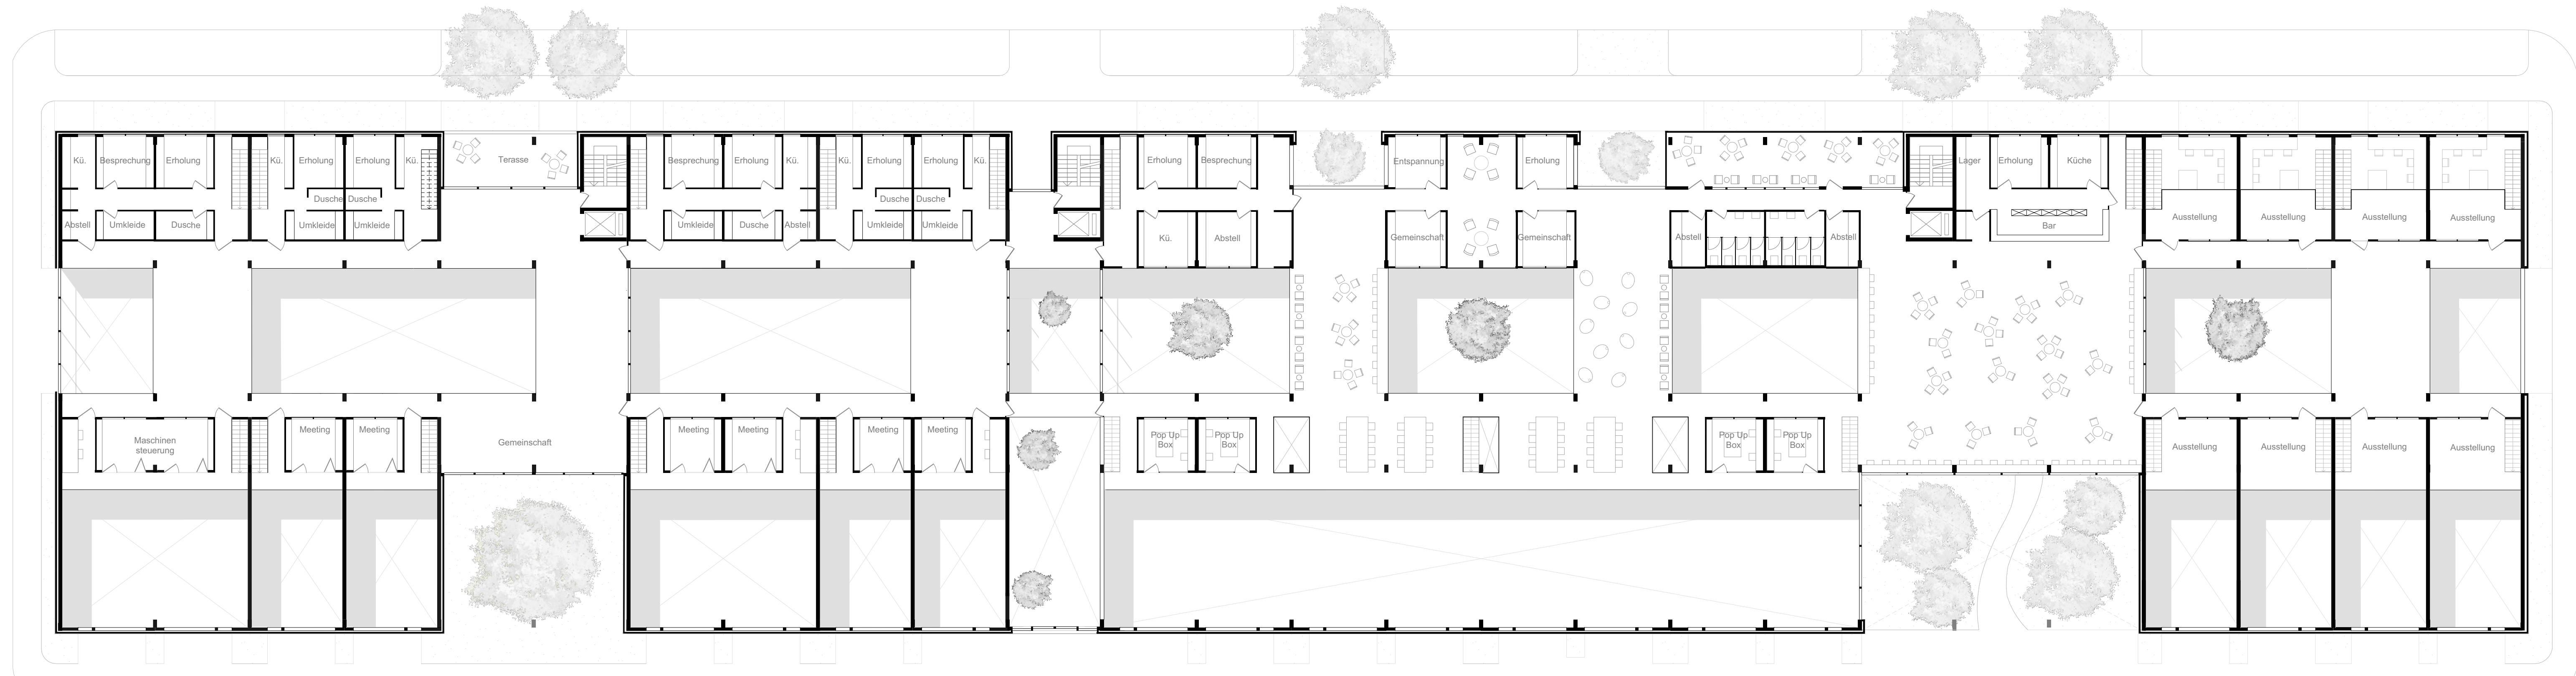 Kü.
Besprechung
Erholung
Kü.
Erholung
Erholung
Kü.
Terasse
Besprechung
Erholung
Kü.
Kü.
Erholung
Erholung
Kü.
Erholung
Besprechung
Entspannung
Erholung
Lager
Erholung
Küche
Dusche
Dusche
Dusche
Dusche
Abstell
Umkleide
Dusche
Umkleide
Umkleide
Umkleide
Dusche
Abstell
Umkleide
Umkleide
Kü.
Abstell
Gemeinschaft
Gemeinschaft
Abstell
Abstell
Bar
Ausstellung
Ausstellung
Ausstellung
Ausstellung
Maschinen
steuerung
Meeting
Meeting
Gemeinschaft
Meeting
Meeting
Meeting
Meeting
Pop Up
Box
Pop Up
Box
Pop Up
Box
Pop Up
Box
Ausstellung
Ausstellung
Ausstellung
Ausstellung